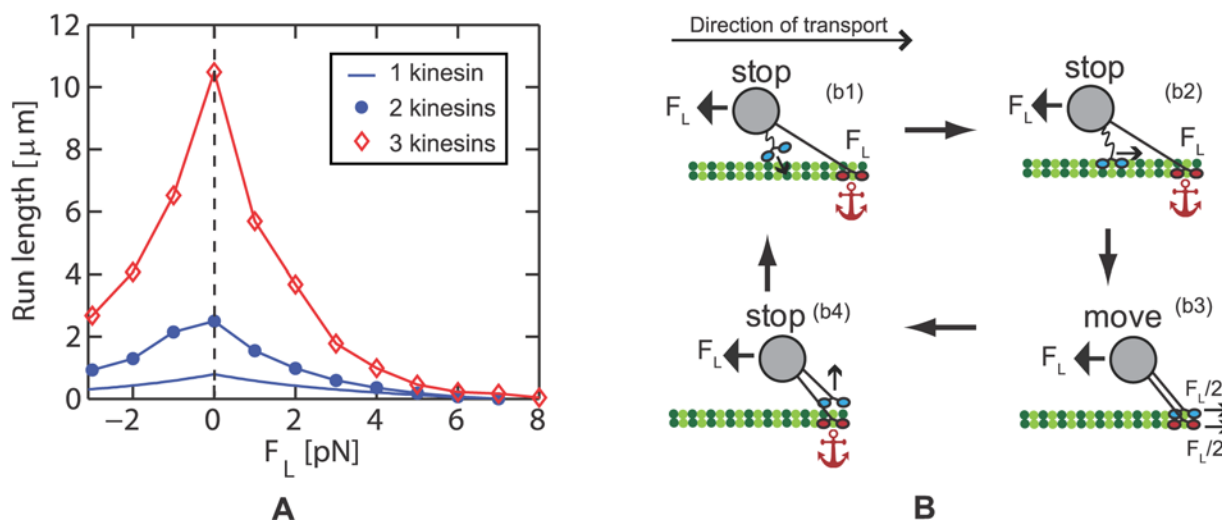 12
10
8
6
4
2
0
Run length [μm]
1 kinesin
2 kinesins
3 kinesins
−2 0 2 4 6 8
F_L [pN]
A
Direction of transport
stop
(b1)
F_L
F_L
stop
(b2)
F_L
F_L
stop
(b4)
F_L
move
(b3)
F_L
F_L/2
F_L/2
B